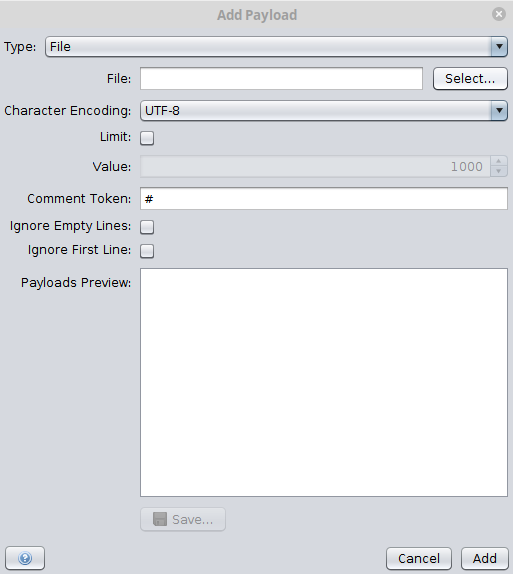 Add Payload
Type: File
File: Select...
Character Encoding: UTF-8
Limit:
Value: 1000
Comment Token: #
Ignore Empty Lines:
Ignore First Line:
Payloads Preview:
Save...
? Cancel Add